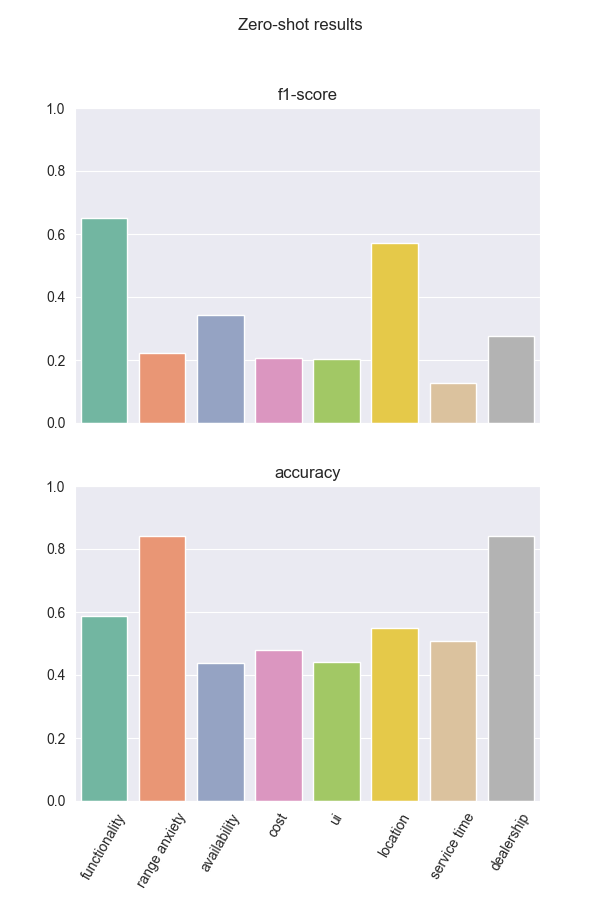 Zero-shot results
f1-score
1.0
0.8
0.6
0.4
0.2
0.0
accuracy
1.0
0.8
0.6
0.4
0.2
0.0
functionality
range anxiety
availability
cost
ui
location
service time
dealership